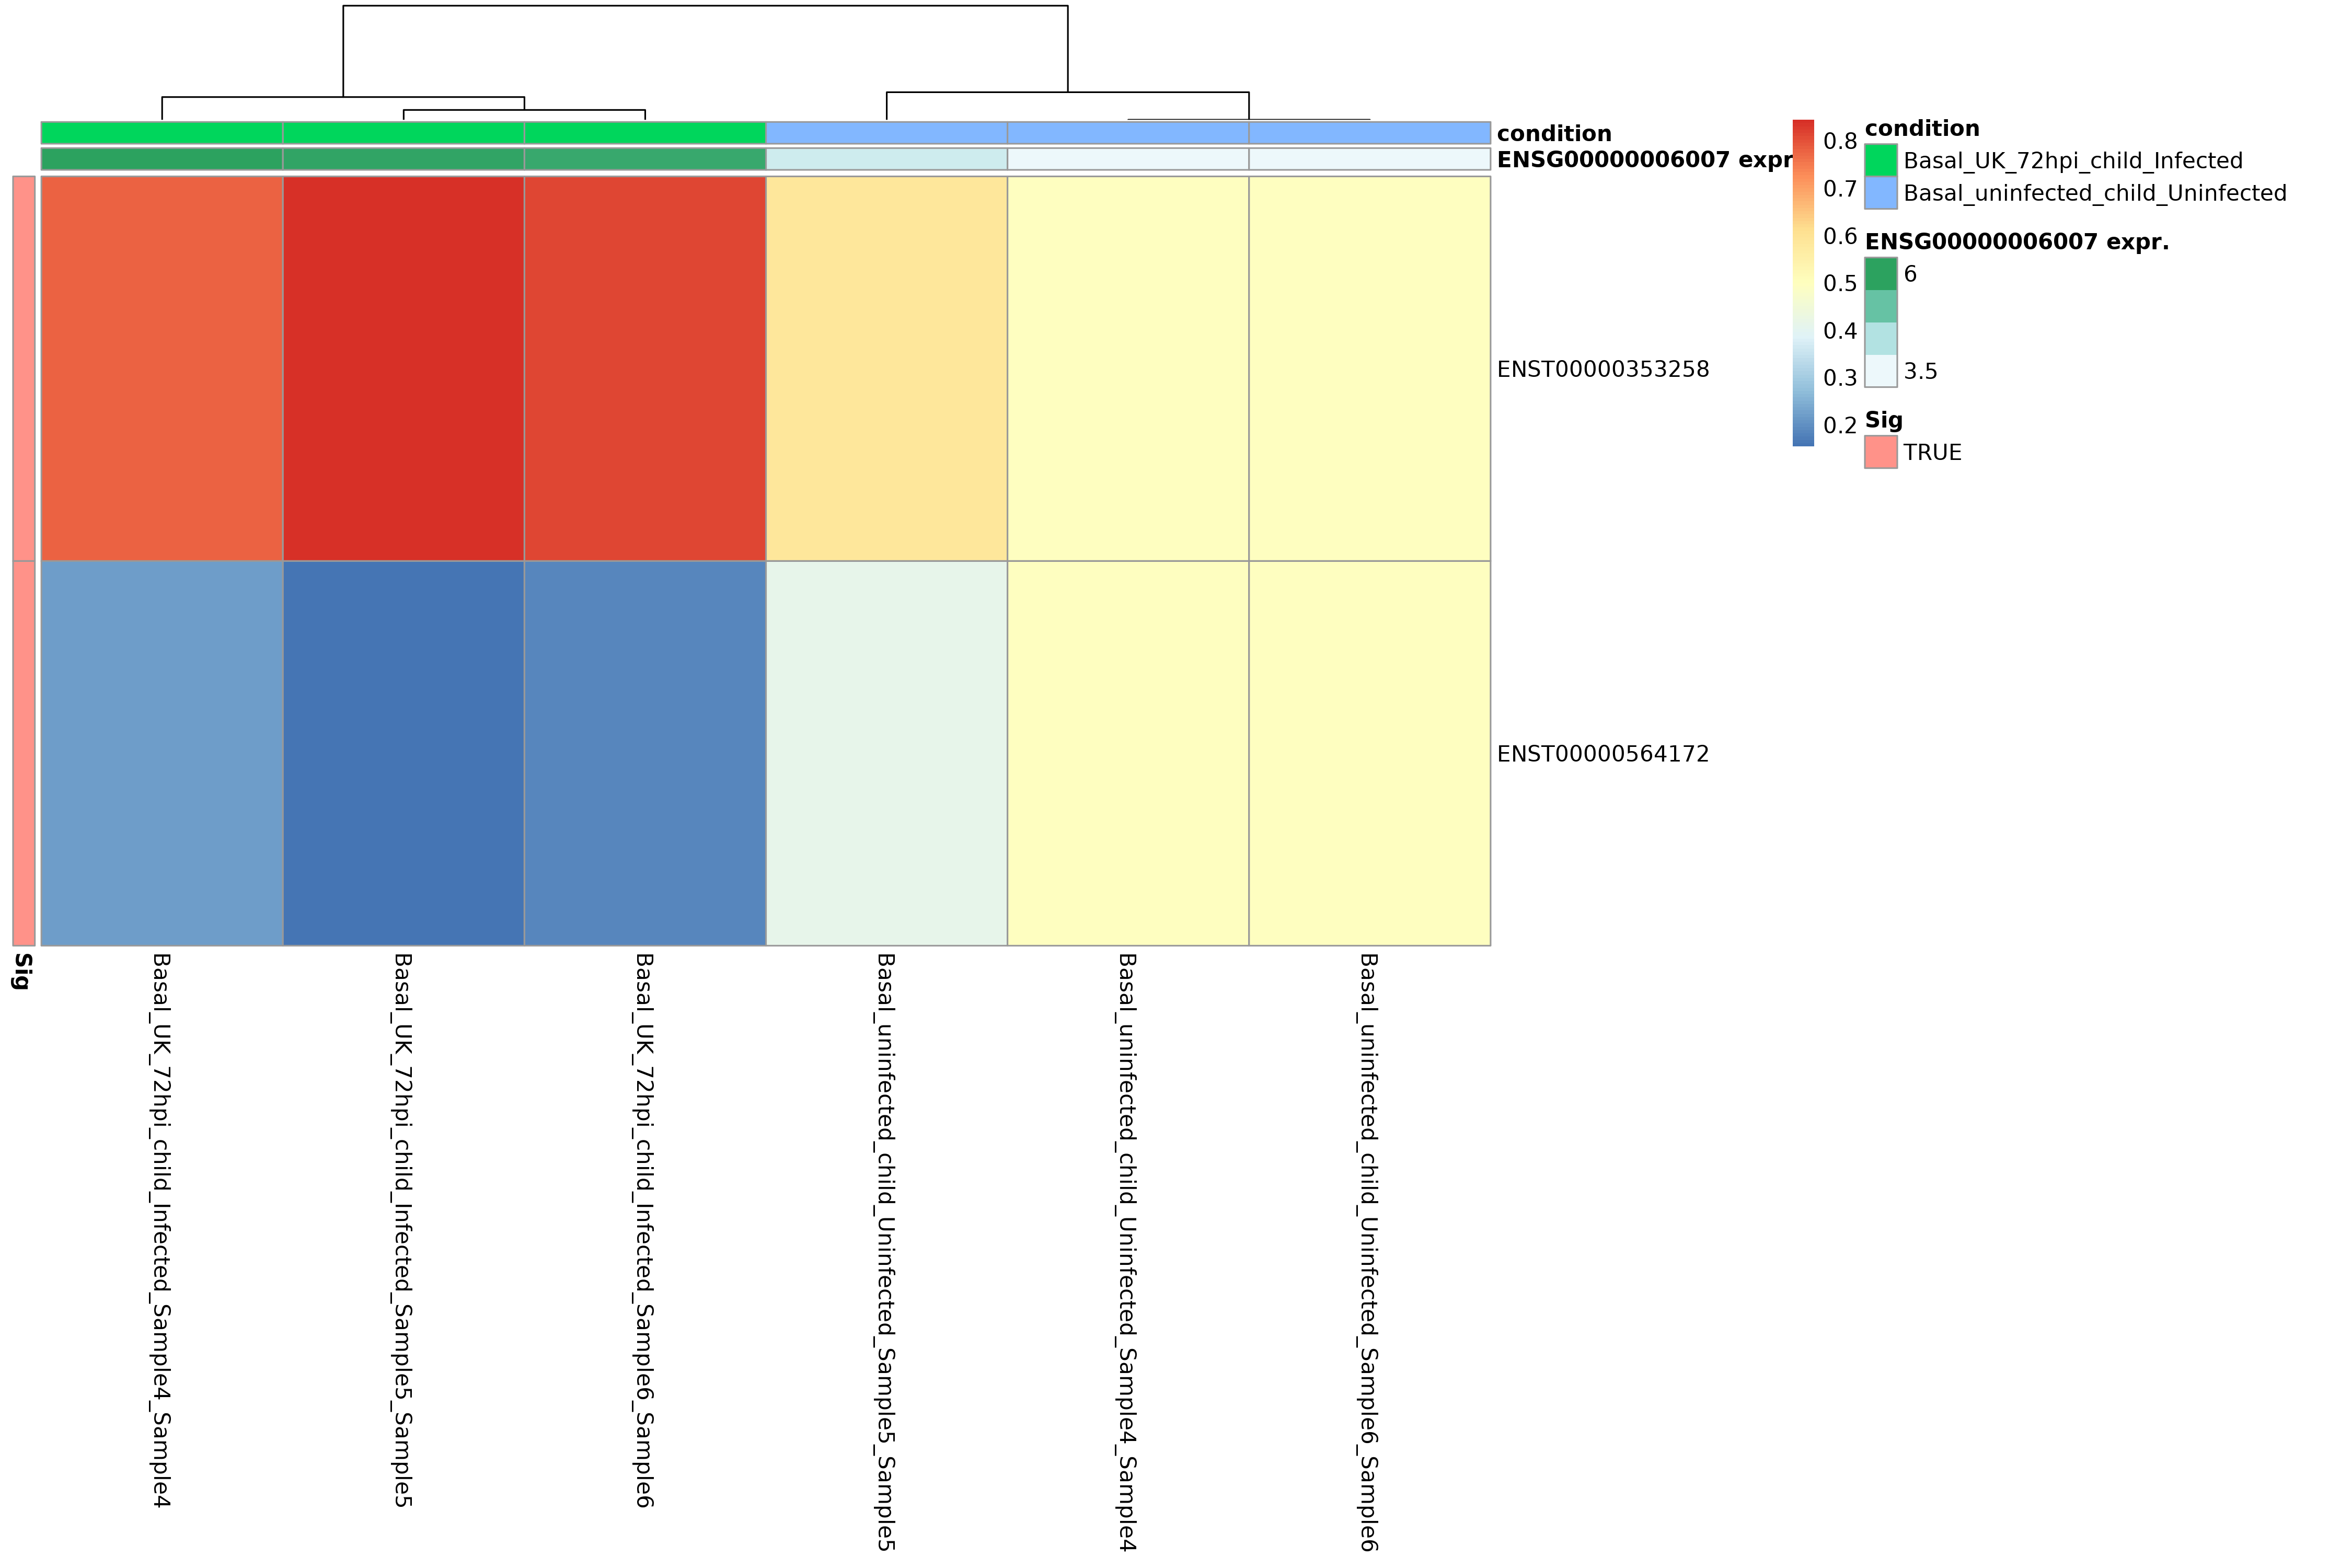 condition
ENSG00000006007 expr.
ENST00000353258
ENST00000564172
0.8
0.7
0.6
0.5
0.4
0.3
0.2
condition
Basal_UK_72hpi_child_Infected
Basal_uninfected_child_Uninfected
ENSG00000006007 expr.
6
3.5
Sig
TRUE
Sig
Basal_UK_72hpi_child_Infected_Sample4_Sample4
Basal_UK_72hpi_child_Infected_Sample5_Sample5
Basal_UK_72hpi_child_Infected_Sample6_Sample6
Basal_uninfected_child_Uninfected_Sample5_Sample5
Basal_uninfected_child_Uninfected_Sample4_Sample4
Basal_uninfected_child_Uninfected_Sample6_Sample6